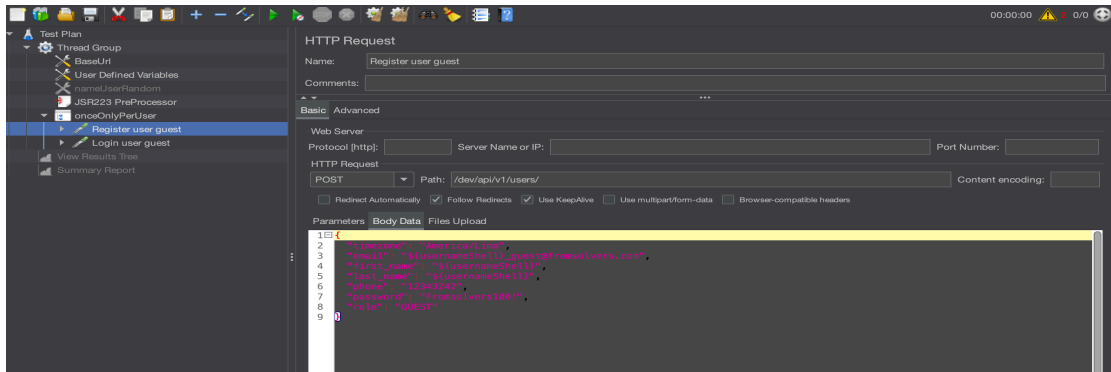 00:00:00 0/0
Test Plan
Thread Group
BaseUrl
User Defined Variables
nameUserRandom
JSR223 PreProcessor
onceOnlyPerUser
Register user guest
Login user guest
View Results Tree
Summary Report
HTTP Request
Name: Register user guest
Comments:
Basic Advanced
Web Server
Protocol [http]: Server Name or IP: Port Number:
HTTP Request
POST Path: /dev/api/v1/users/ Content encoding:
Redirect Automatically Follow Redirects Use KeepAlive Use multipart/form-data Browser-compatible headers
Parameters Body Data Files Upload
1 {
2 "timezone": "America/Lima",
3 "email": "${usernameShell}
4 "first_name": "${usernameShell}",
5 "last_name": "${usernameShell}",
6 "phone": "12343242",
7 "password":
8 "role": "GUEST"
9 }